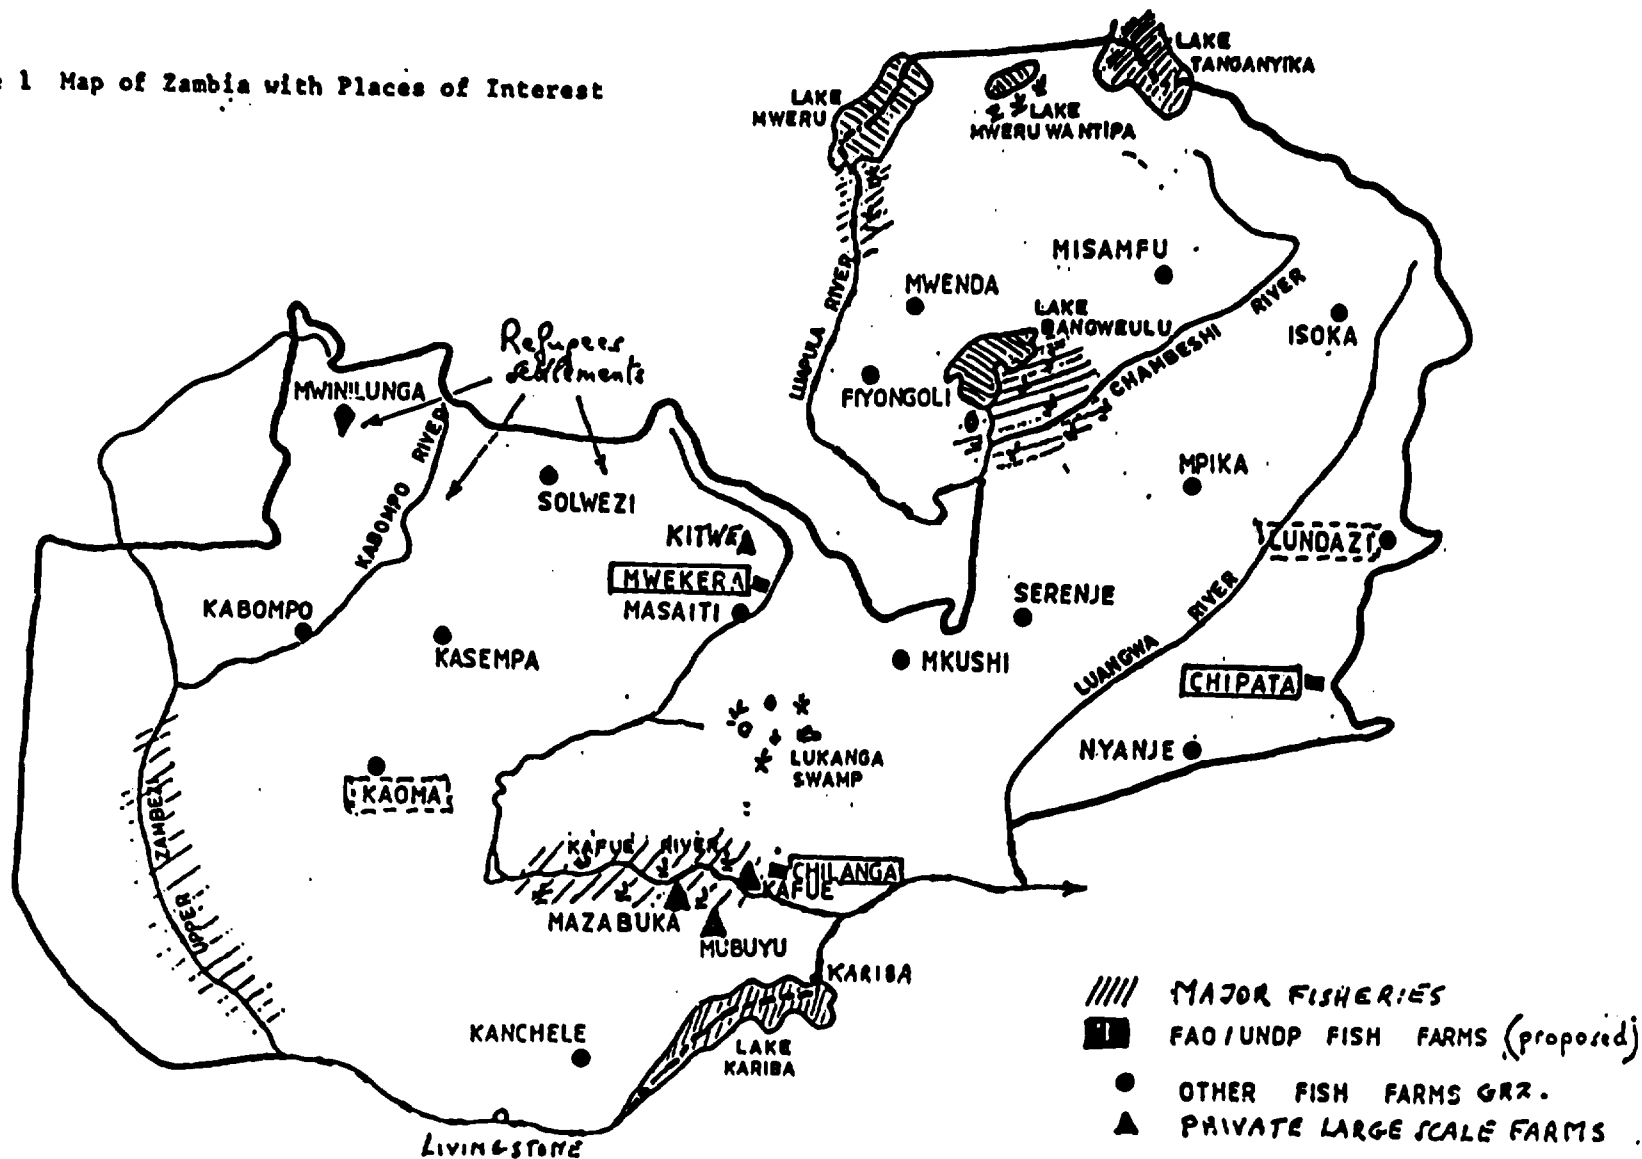 1 Map of Zambia with Places of Interest
LAKE
TANGANYIKA
LAKE
MWERU
LAKE
MWERU WA NTIPA
MISAMFU
MWENDA
LUAPULA RIVER
LAKE
BANGWEULU
CHAMBESHI RIVER
ISOKA
Refugees
settlements
MWINILUNGA
FIYONGOLI
KABOMPO RIVER
SOLWEZI
MPIKA
KITWE
LUNDAZI
MWEKERA
MASAITI
SERENJE
KABOMPO
KASEMPA
MKUSHI
LUANGWA RIVER
CHIPATA
NYANJE
LUKANGA
SWAMP
KAOMA
UPPER ZAMBEZI
KAFUE RIVER
CHILANGA
KAFUE
MAZABUKA
MUBUYU
KARIBA
KANCHELE
LAKE
KARIBA
LIVINGSTONE
MAJOR FISHERIES
FAO/UNDP FISH FARMS (proposed)
OTHER FISH FARMS GRZ.
PRIVATE LARGE SCALE FARMS